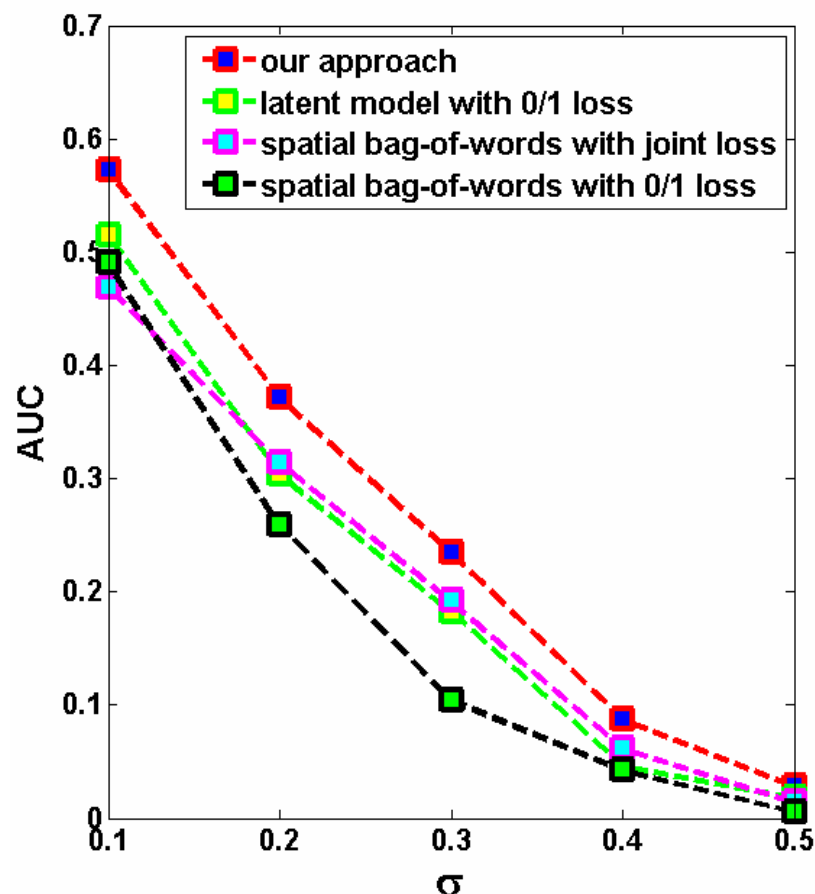 0.7
0.6
0.5
0.4
0.3
0.2
0.1
0
AUC
our approach
latent model with 0/1 loss
spatial bag-of-words with joint loss
spatial bag-of-words with 0/1 loss
0.1 0.2 0.3 0.4 0.5
σ